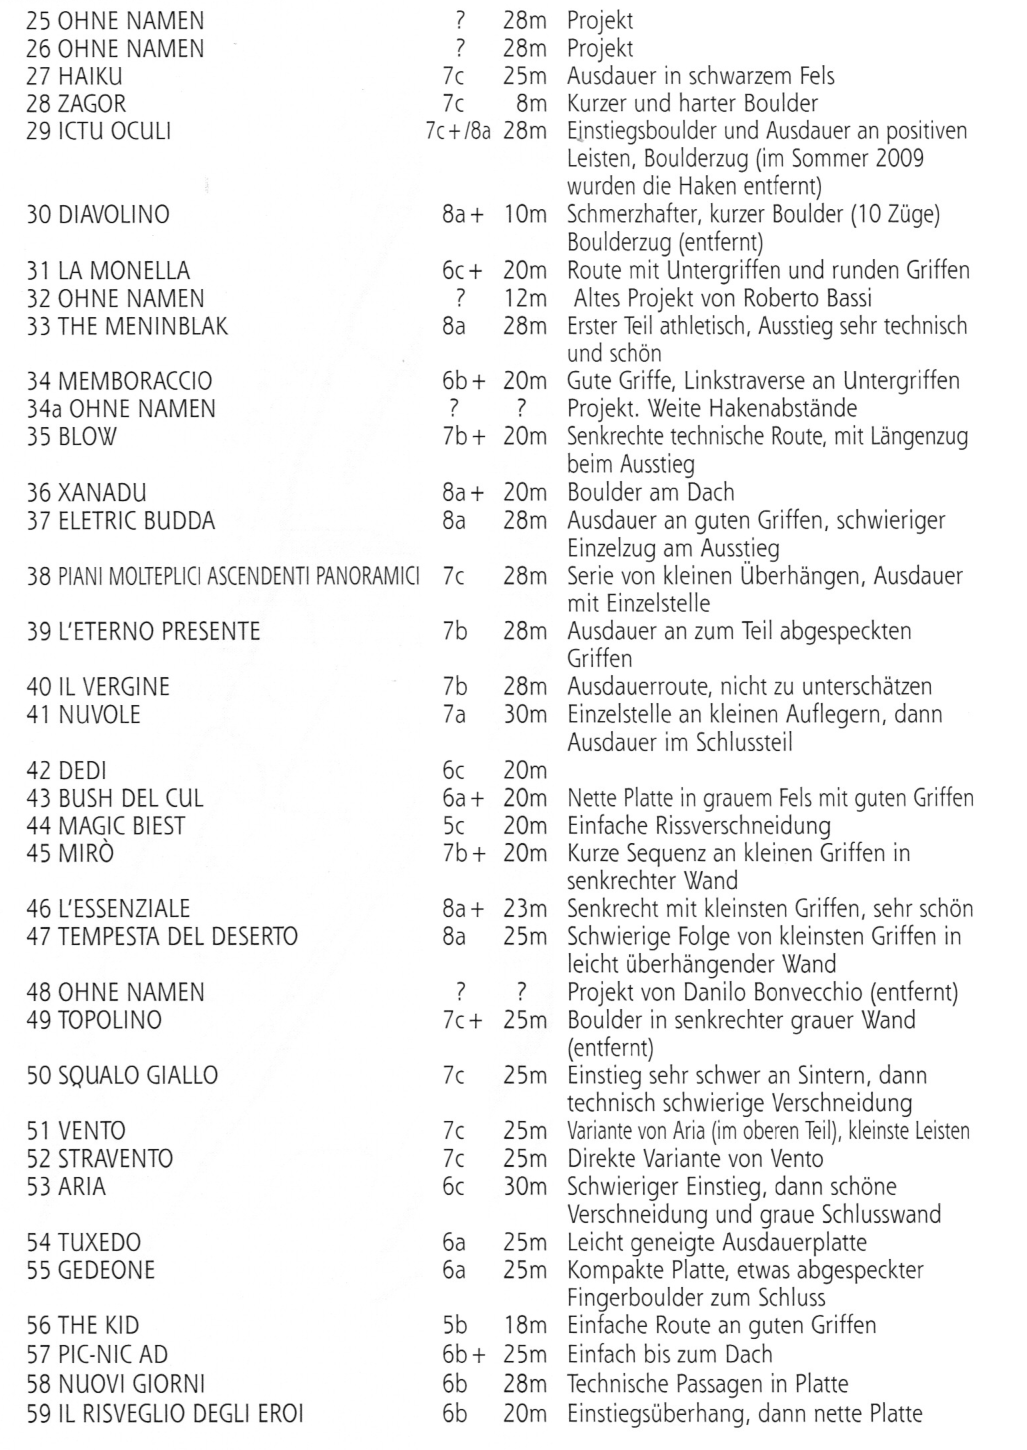 25 OHNE NAMEN ? 28m Projekt
26 OHNE NAMEN ? 28m Projekt
27 HAIKU 7c 25m Ausdauer in schwarzem Fels
28 ZAGOR 7c 8m Kurzer und harter Boulder
29 ICTU OCULI 7c+/8a 28m Einstiegsboulder und Ausdauer an positiven
Leisten, Boulderzug (im Sommer 2009
wurden die Haken entfernt)
30 DIAVOLINO 8a+ 10m Schmerzhafter, kurzer Boulder (10 Züge)
Boulderzug (entfernt)
31 LA MONELLA 6c+ 20m Route mit Untergriffen und runden Griffen
32 OHNE NAMEN ? 12m Altes Projekt von Roberto Bassi
33 THE MENINBLAK 8a 28m Erster Teil athletisch, Ausstieg sehr technisch
und schön
34 MEMBORACCIO 6b+ 20m Gute Griffe, Linkstraverse an Untergriffen
34a OHNE NAMEN ? ? Projekt. Weite Hakenabstände
35 BLOW 7b+ 20m Senkrechte technische Route, mit Längenzug
beim Ausstieg
36 XANADU 8a+ 20m Boulder am Dach
37 ELETRIC BUDDA 8a 28m Ausdauer an guten Griffen, schwieriger
Einzelzug am Ausstieg
38 PIANI MOLTEPLICI ASCENDENTI PANORAMICI 7c 28m Serie von kleinen Überhängen, Ausdauer
mit Einzelstelle
39 L'ETERNO PRESENTE 7b 28m Ausdauer an zum Teil abgespeckten
Griffen
40 IL VERGINE 7b 28m Ausdauerroute, nicht zu unterschätzen
41 NUVOLE 7a 30m Einzelstelle an kleinen Auflegern, dann
Ausdauer im Schlussteil
42 DEDI 6c 20m
43 BUSH DEL CUL 6a+ 20m Nette Platte in grauem Fels mit guten Griffen
44 MAGIC BIEST 5c 20m Einfache Rissverschneidung
45 MIRÒ 7b+ 20m Kurze Sequenz an kleinen Griffen in
senkrechter Wand
46 L'ESSENZIALE 8a+ 23m Senkrecht mit kleinsten Griffen, sehr schön
47 TEMPESTA DEL DESERTO 8a 25m Schwierige Folge von kleinsten Griffen in
leicht überhängender Wand
48 OHNE NAMEN ? ? Projekt von Danilo Bonvecchio (entfernt)
49 TOPOLINO 7c+ 25m Boulder in senkrechter grauer Wand
(entfernt)
50 SQUALO GIALLO 7c 25m Einstieg sehr schwer an Sintern, dann
technisch schwierige Verschneidung
51 VENTO 7c 25m Variante von Aria (im oberen Teil), kleinste Leisten
52 STRAVENTO 7c 25m Direkte Variante von Vento
53 ARIA 6c 30m Schwieriger Einstieg, dann schöne
Verschneidung und graue Schlusswand
54 TUXEDO 6a 25m Leicht geneigte Ausdauerplatte
55 GEDEONE 6a 25m Kompakte Platte, etwas abgespeckter
Fingerboulder zum Schluss
56 THE KID 5b 18m Einfache Route an guten Griffen
57 PIC-NIC AD 6b+ 25m Einfach bis zum Dach
58 NUOVI GIORNI 6b 28m Technische Passagen in Platte
59 IL RISVEGLIO DEGLI EROI 6b 20m Einstiegsüberhang, dann nette Platte